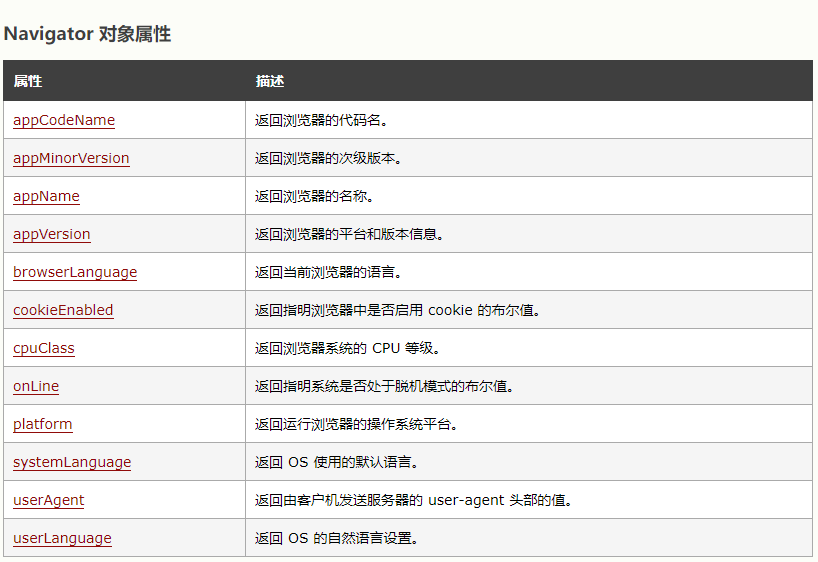 Navigator 对象属性
属性 描述
appCodeName 返回浏览器的代码名。
appMinorVersion 返回浏览器的次级版本。
appName 返回浏览器的名称。
appVersion 返回浏览器的平台和版本信息。
browserLanguage 返回当前浏览器的语言。
cookieEnabled 返回指明浏览器中是否启用 cookie 的布尔值。
cpuClass 返回浏览器系统的 CPU 等级。
onLine 返回指明系统是否处于脱机模式的布尔值。
platform 返回运行浏览器的操作系统平台。
systemLanguage 返回 OS 使用的默认语言。
userAgent 返回由客户机发送服务器的 user-agent 头部的值。
userLanguage 返回 OS 的自然语言设置。